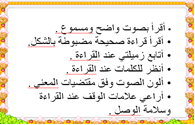 • أقرأ بصوت واضح ومسموع .
• أقرأ قراءة صحيحة مضبوطة بالشكل.
• أتابع زميلتي عند القراءة .
• أنظر للكلمات عند القراءة.
• ألون الصوت وفق مقتضيات المعنى .
• أراعي علامات الوقف عند القراءة
وسلامة الوصل .